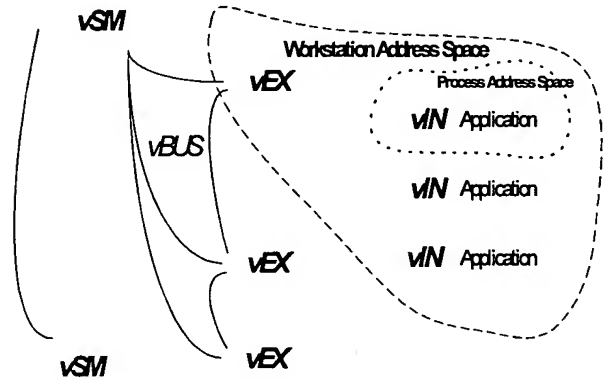 vSM
Workstation Address Space
vEX
Process Address Space
vIN Application
vBUS
vIN Application
vEX
vIN Application
vSM
vEX